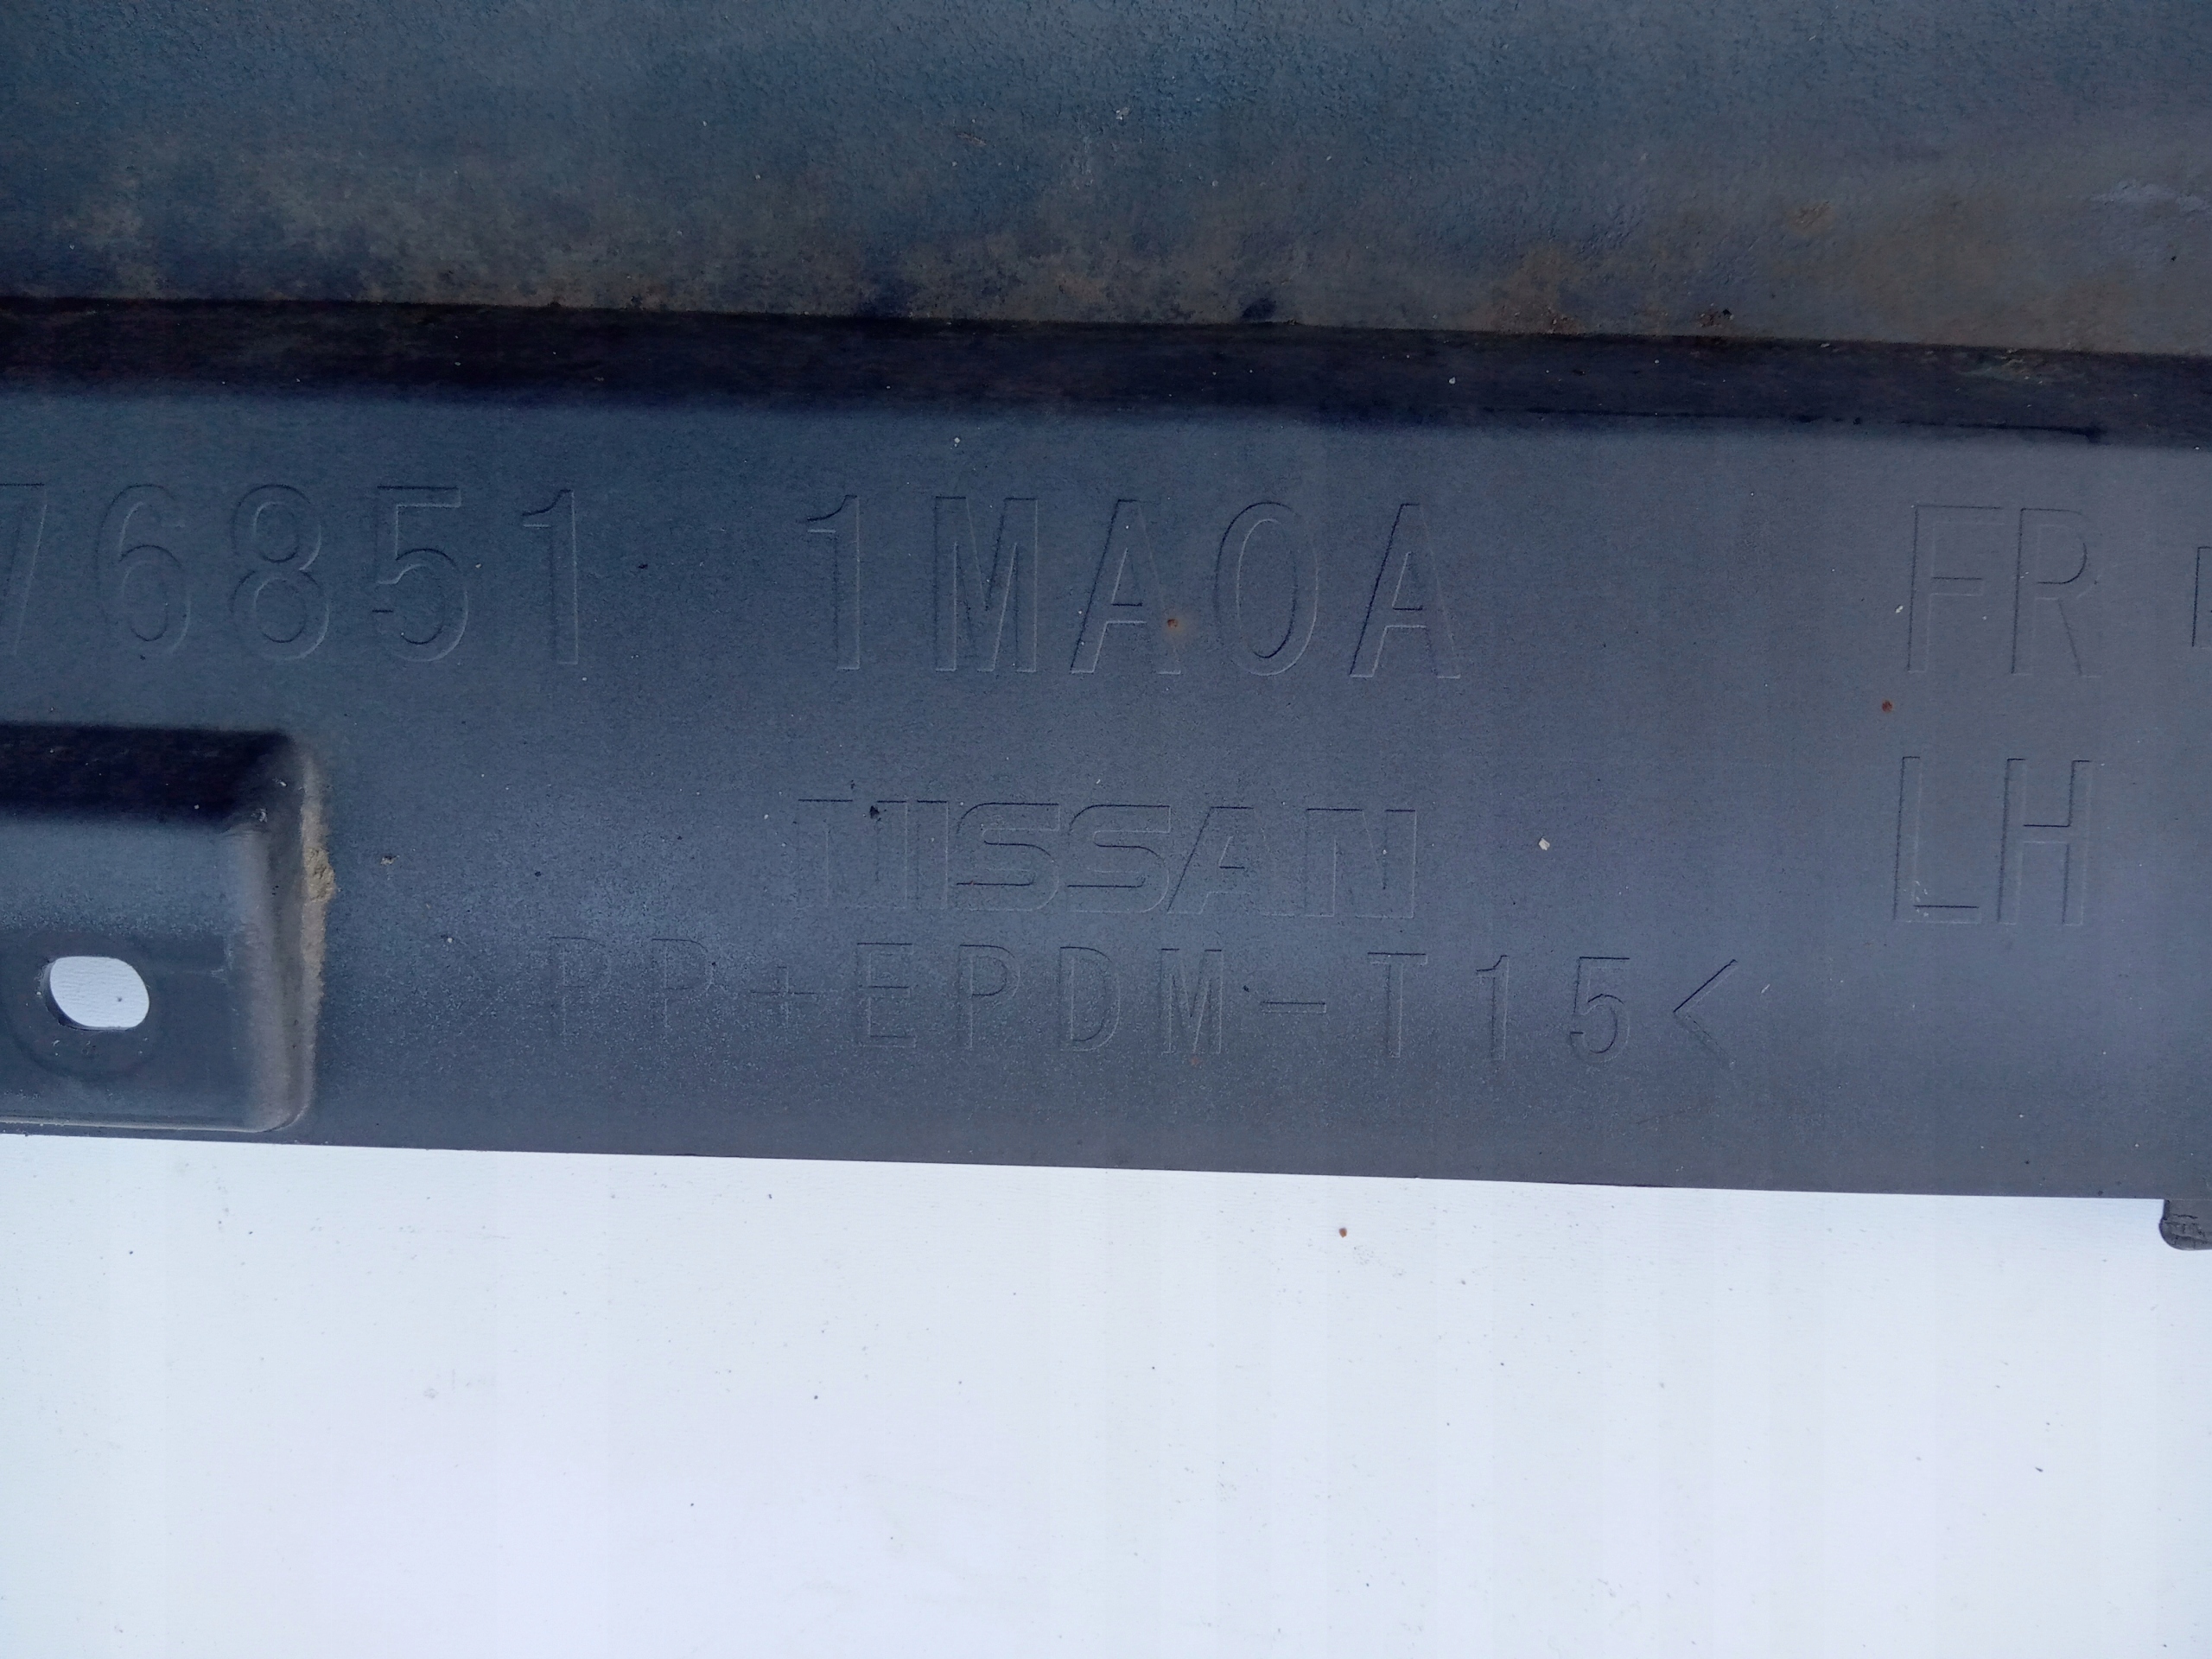 76851 1MA0A FR
NISSAN LH
>PP+EPDM-T15<